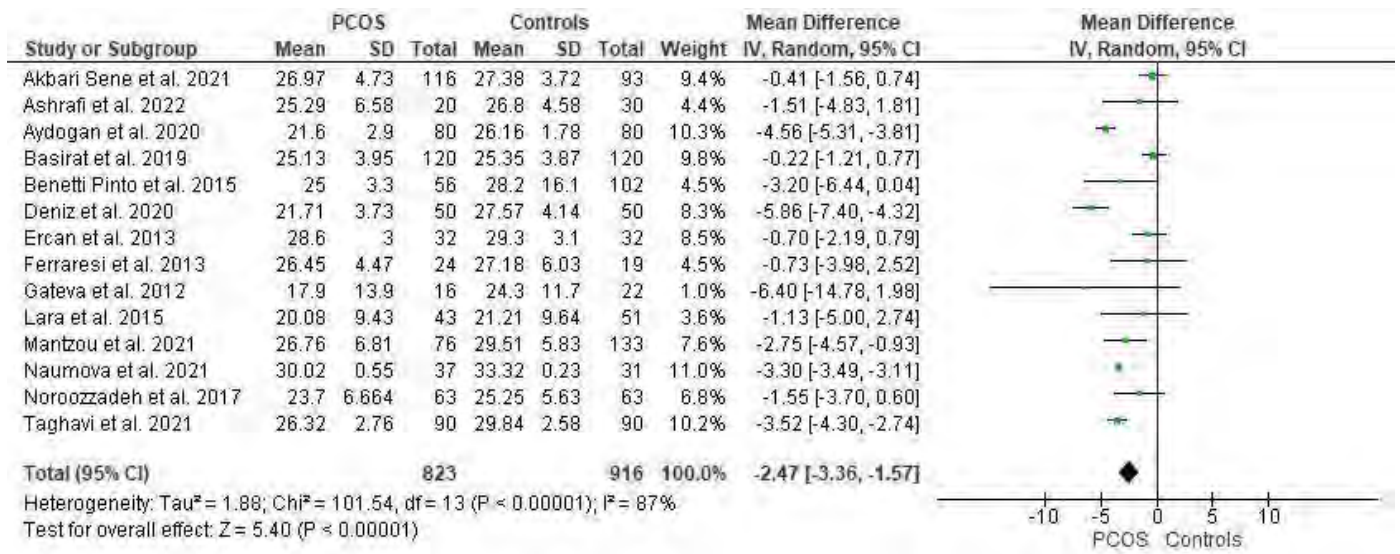 PCOS Controls Mean Difference Mean Difference
Study or Subgroup Mean SD Total Mean SD Total Weight IV, Random, 95% CI IV, Random, 95% CI
Akbari Sene et al. 2021 26.97 4.73 116 27.38 3.72 93 9.4% -0.41 [-1.56, 0.74]
Ashrafi et al. 2022 25.29 6.58 20 26.8 4.58 30 4.4% -1.51 [-4.83, 1.81]
Aydogan et al. 2020 21.6 2.9 80 26.16 1.78 80 10.3% -4.56 [-5.31, -3.81]
Basirat et al. 2019 25.13 3.95 120 25.35 3.87 120 9.8% -0.22 [-1.21, 0.77]
Benetti Pinto et al. 2015 25 3.3 56 28.2 16.1 102 4.5% -3.20 [-6.44, 0.04]
Deniz et al. 2020 21.71 3.73 50 27.57 4.14 50 8.3% -5.86 [-7.40, -4.32]
Ercan et al. 2013 28.6 3 32 29.3 3.1 32 8.5% -0.70 [-2.19, 0.79]
Ferraresi et al. 2013 26.45 4.47 24 27.18 6.03 19 4.5% -0.73 [-3.98, 2.52]
Gateva et al. 2012 17.9 13.9 16 24.3 11.7 22 1.0% -6.40 [-14.78, 1.98]
Lara et al. 2015 20.08 9.43 43 21.21 9.64 51 3.6% -1.13 [-5.00, 2.74]
Mantzou et al. 2021 26.76 6.81 76 29.51 5.83 133 7.6% -2.75 [-4.57, -0.93]
Naumova et al. 2021 30.02 0.55 37 33.32 0.23 31 11.0% -3.30 [-3.49, -3.11]
Noroozzadeh et al. 2017 23.7 6.664 63 25.25 5.63 63 6.8% -1.55 [-3.70, 0.60]
Taghavi et al. 2021 26.32 2.76 90 29.84 2.58 90 10.2% -3.52 [-4.30, -2.74]
Total (95% CI) 823 916 100.0% -2.47 [-3.36, -1.57]
Heterogeneity: Tau² = 1.88; Chi² = 101.54, df = 13 (P < 0.00001); I² = 87%
Test for overall effect: Z = 5.40 (P < 0.00001)
-10 -5 0 5 10
PCOS Controls